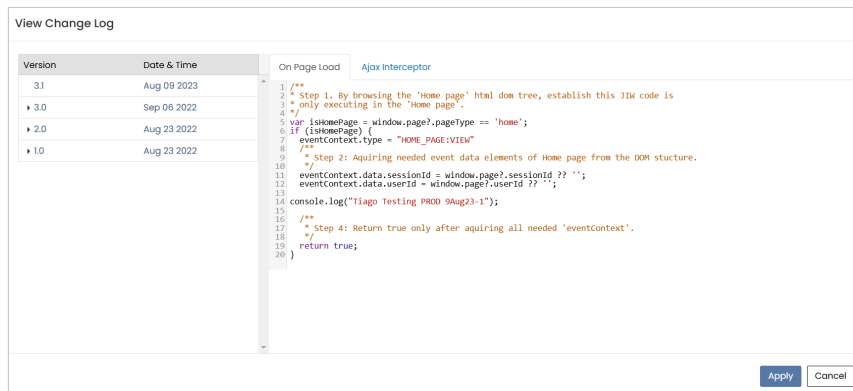 View Change Log
Version Date & Time
3.1 Aug 09 2023
3.0 Sep 06 2022
2.0 Aug 23 2022
1.0 Aug 23 2022
On Page Load Ajax Interceptor
1 /**
2 * Step 1. By browsing the 'Home page' html dom tree, establish this JIW code is
3 * only executing in the 'Home page'.
4 */
5 var isHomePage = window.page?.pageType == 'home';
6 if (isHomePage) {
7 eventContext.type = "HOME_PAGE:VIEW"
8 /**
9 * Step 2: Aquiring needed event data elements of Home page from the DOM stucture.
10 */
11 eventContext.data.sessionId = window.page?.sessionId ?? '';
12 eventContext.data.userId = window.page?.userId ?? '';
13
14 console.log("Tiago Testing PROD 9Aug23-1");
15
16 /**
17 * Step 4: Return true only after aquiring all needed 'eventContext'.
18 */
19 return true;
20 }
Apply Cancel